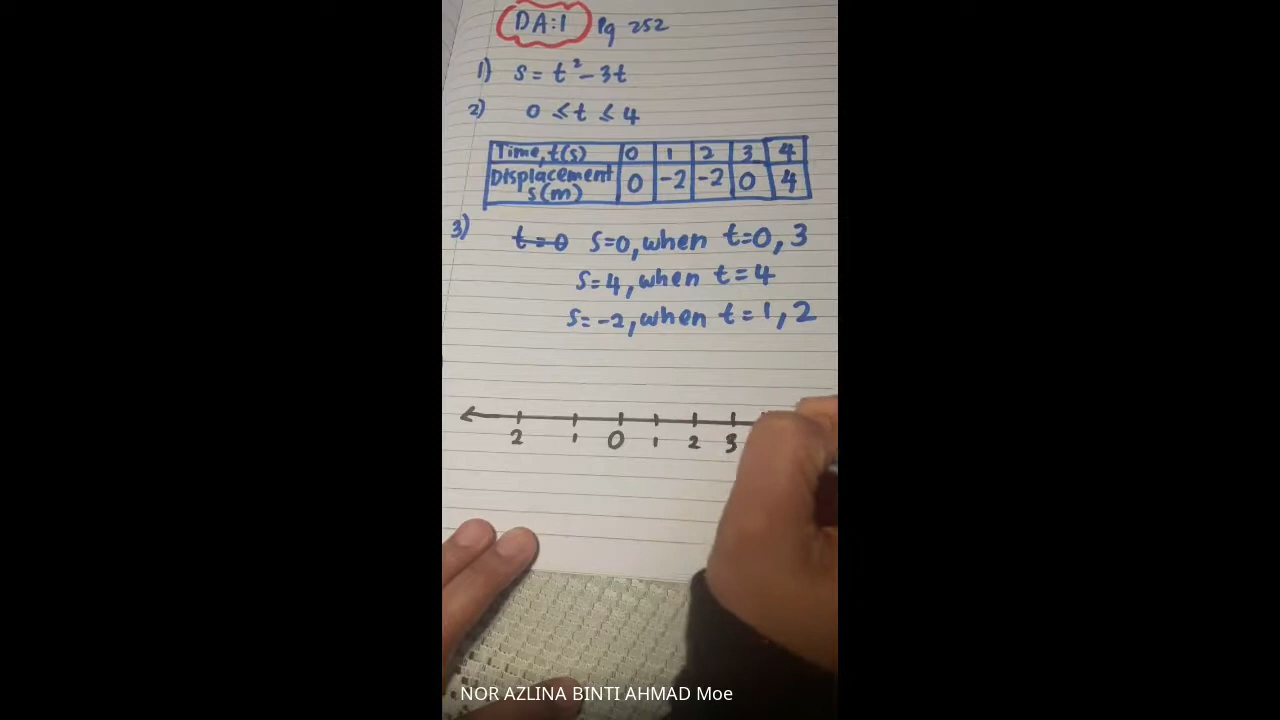 DA:1 Pg 252
1) s = t² - 3t
2) 0 ≤ t ≤ 4
Time, t(s) 0 1 2 3 4
Displacement s(m) 0 -2 -2 0 4
3) t=0 s=0, when t=0, 3
s=4, when t=4
s=-2, when t=1, 2
2 1 0 1 2 3
NOR AZLINA BINTI AHMAD Moe